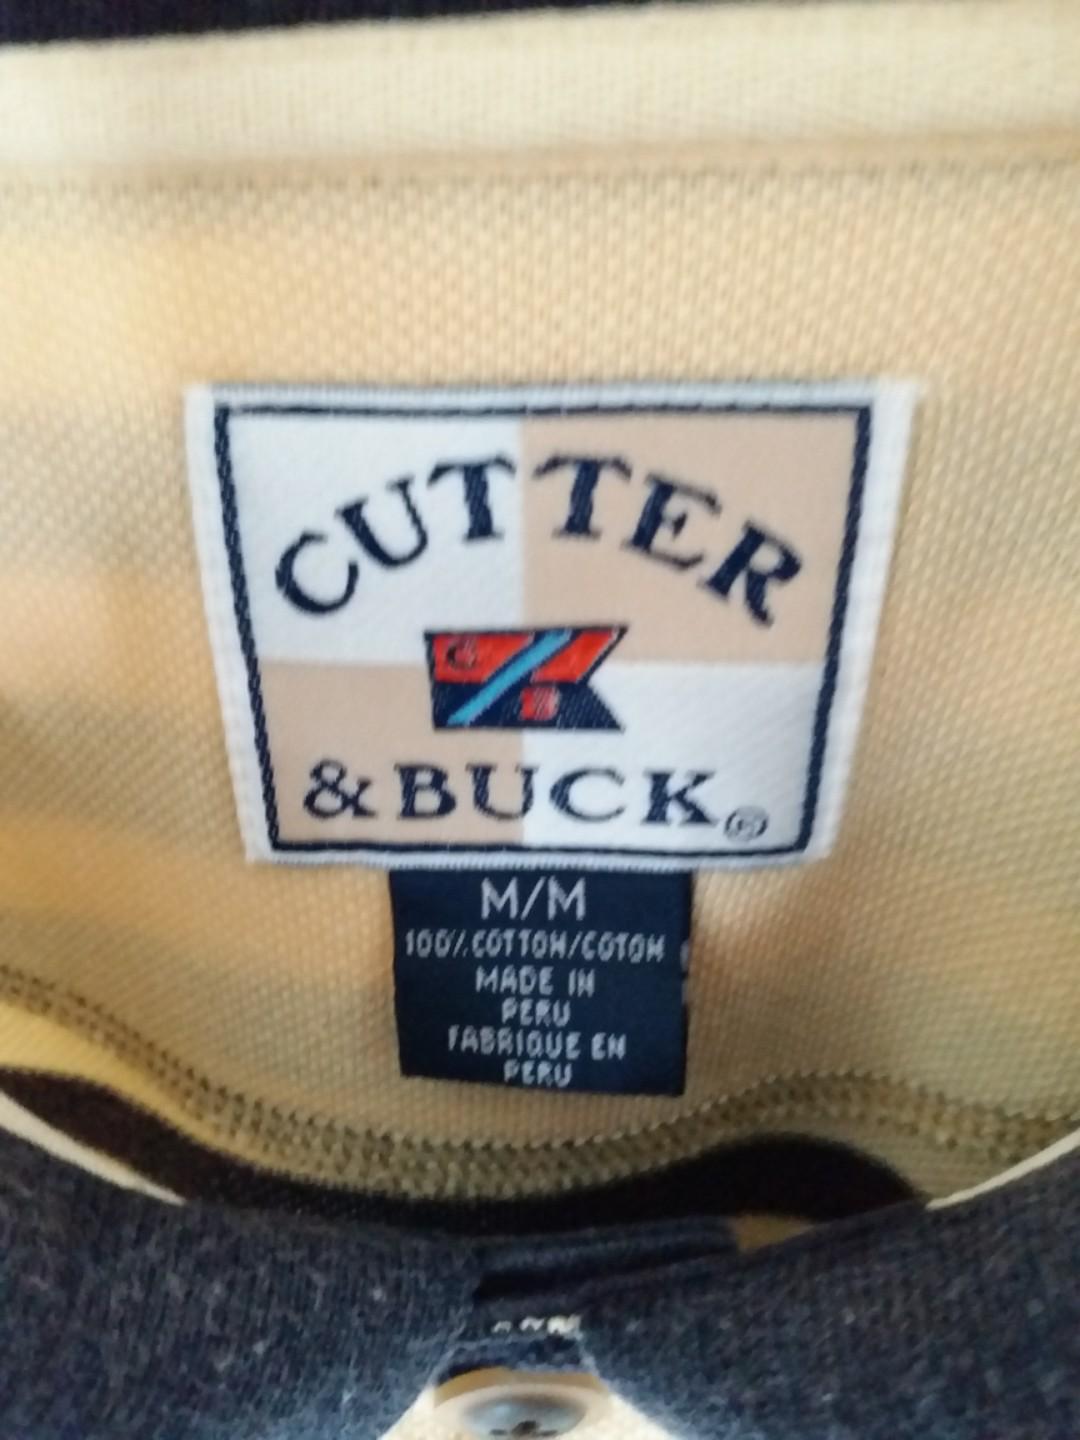 CUTTER
C
B
& BUCK®
M/M
100% COTTON/COTON
MADE IN
PERU
FABRIQUE EN
PERU